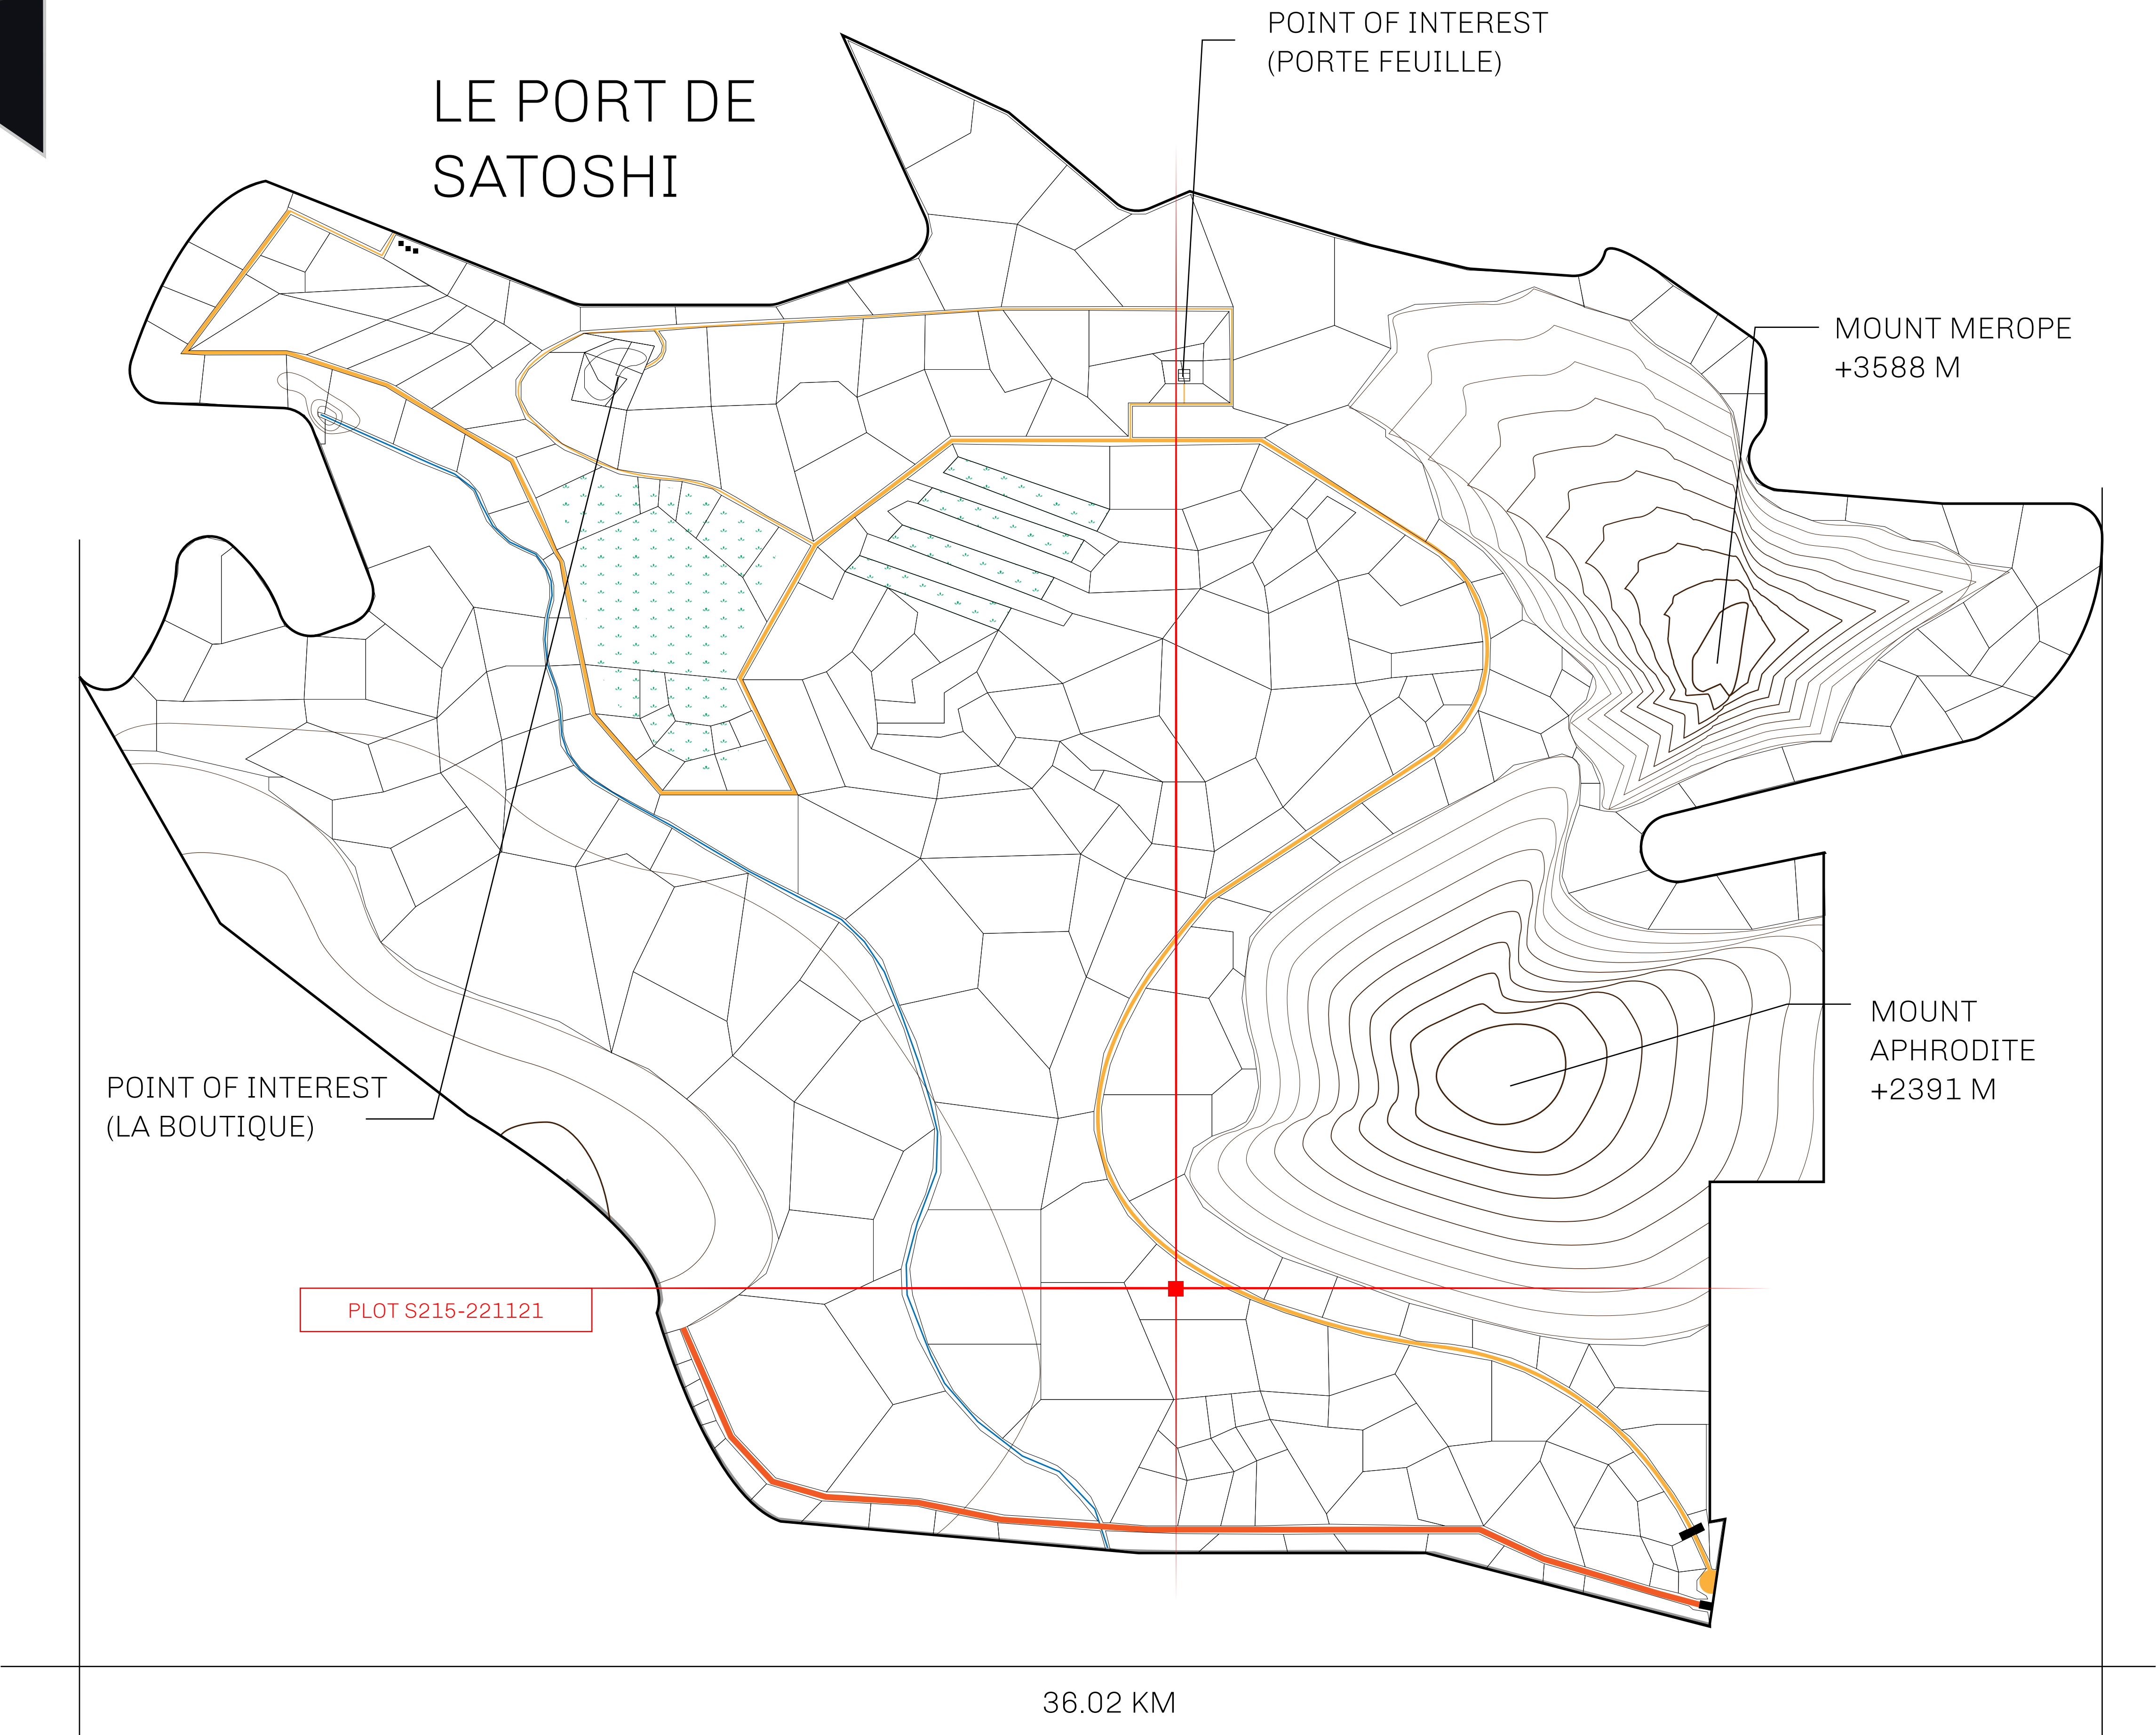 POINT OF INTEREST
(PORTE FEUILLE)
LE PORT DE
SATOSHI
MOUNT MEROPE
+3588 M
MOUNT
APHRODITE
+2391 M
POINT OF INTEREST
(LA BOUTIQUE)
PLOT S215-221121
36.02 KM